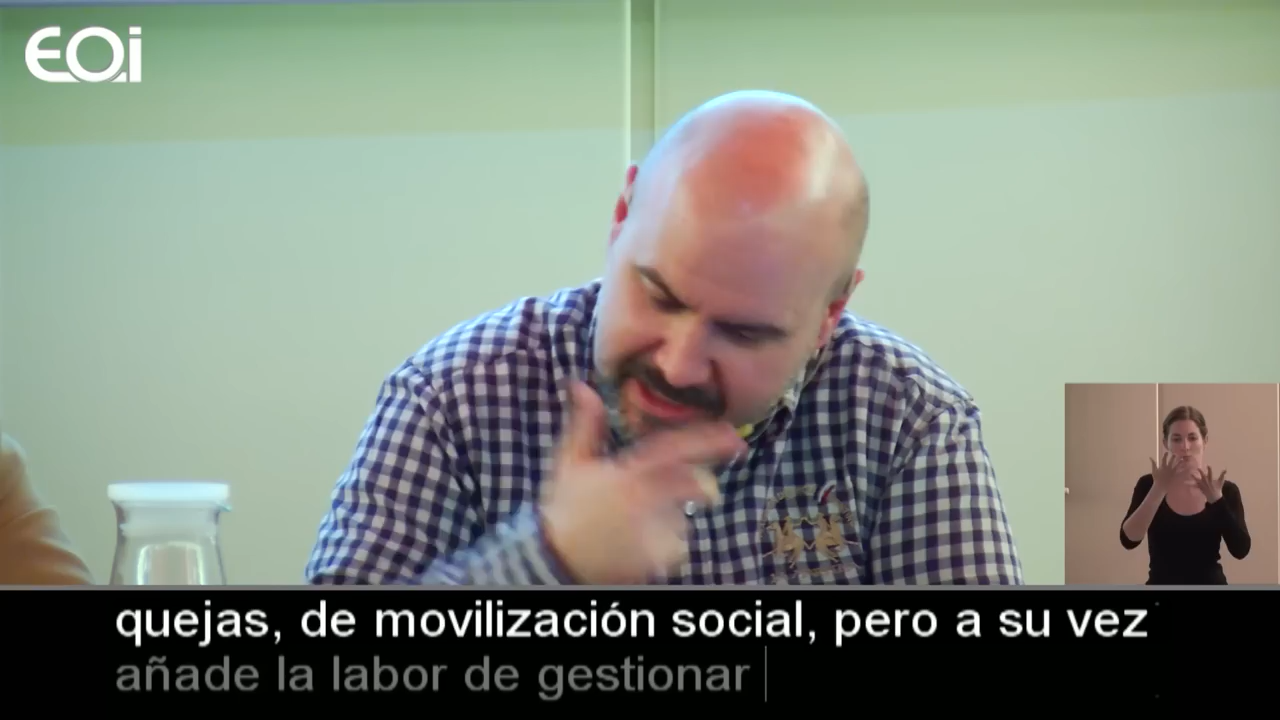 EOi
quejas, de movilización social, pero a su vez
añade la labor de gestionar